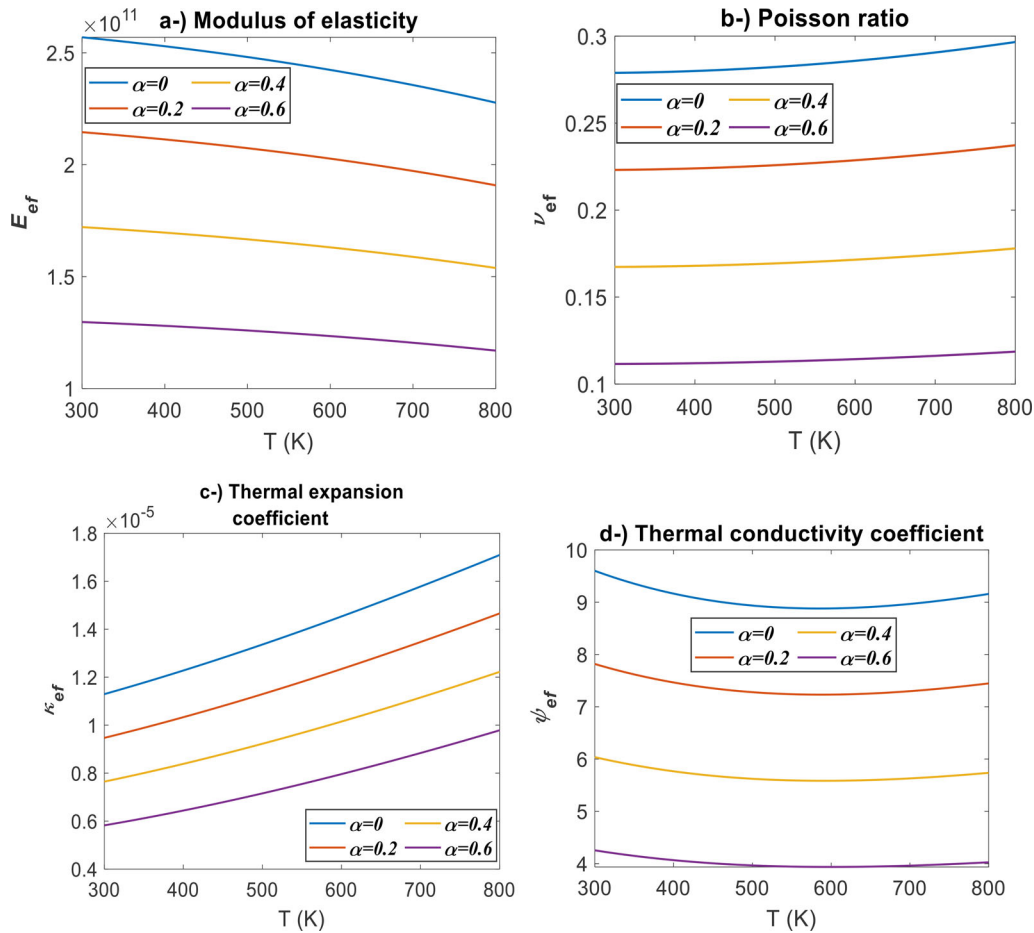 a-) Modulus of elasticity
×10¹¹
2.5
2
1.5
1
E_ef
α=0 α=0.4
α=0.2 α=0.6
300 400 500 600 700 800
T (K)
b-) Poisson ratio
0.3
0.25
0.2
0.15
0.1
ν_ef
α=0 α=0.4
α=0.2 α=0.6
300 400 500 600 700 800
T (K)
c-) Thermal expansion
coefficient
×10⁻⁵
1.8
1.6
1.4
1.2
1
0.8
0.6
0.4
κ_ef
α=0 α=0.4
α=0.2 α=0.6
300 400 500 600 700 800
T (K)
d-) Thermal conductivity coefficient
10
9
8
7
6
5
4
ψ_ef
α=0 α=0.4
α=0.2 α=0.6
300 400 500 600 700 800
T (K)